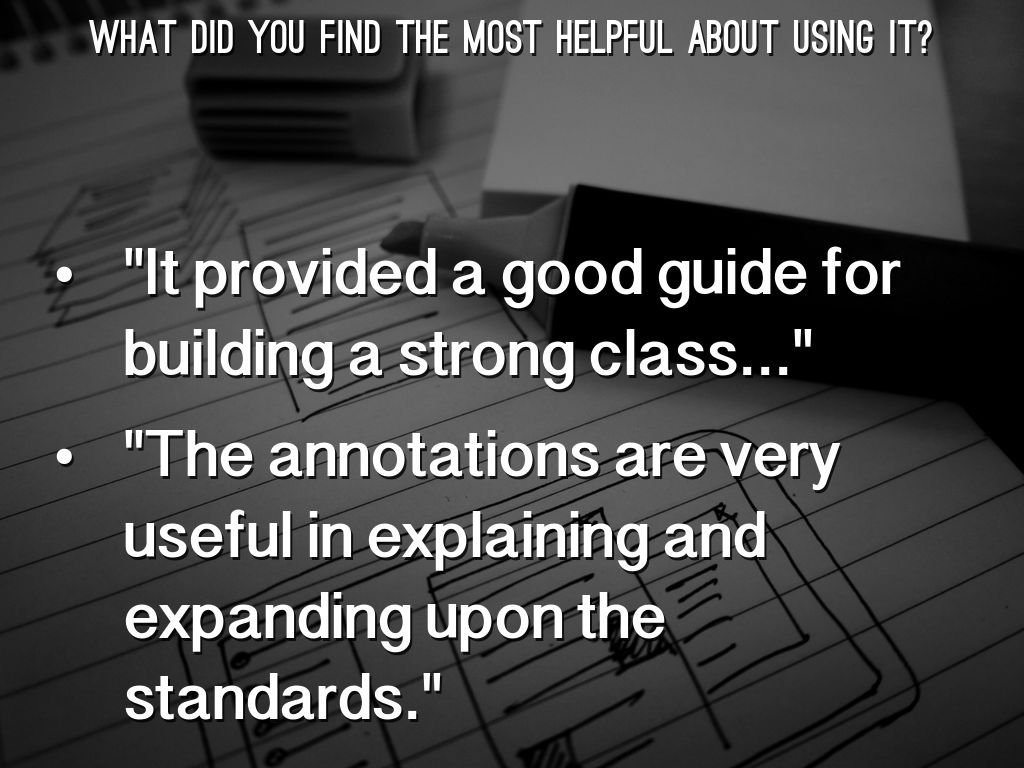 WHAT DID YOU FIND THE MOST HELPFUL ABOUT USING IT?
• "It provided a good guide for
building a strong class..."
• "The annotations are very
useful in explaining and
expanding upon the
standards."